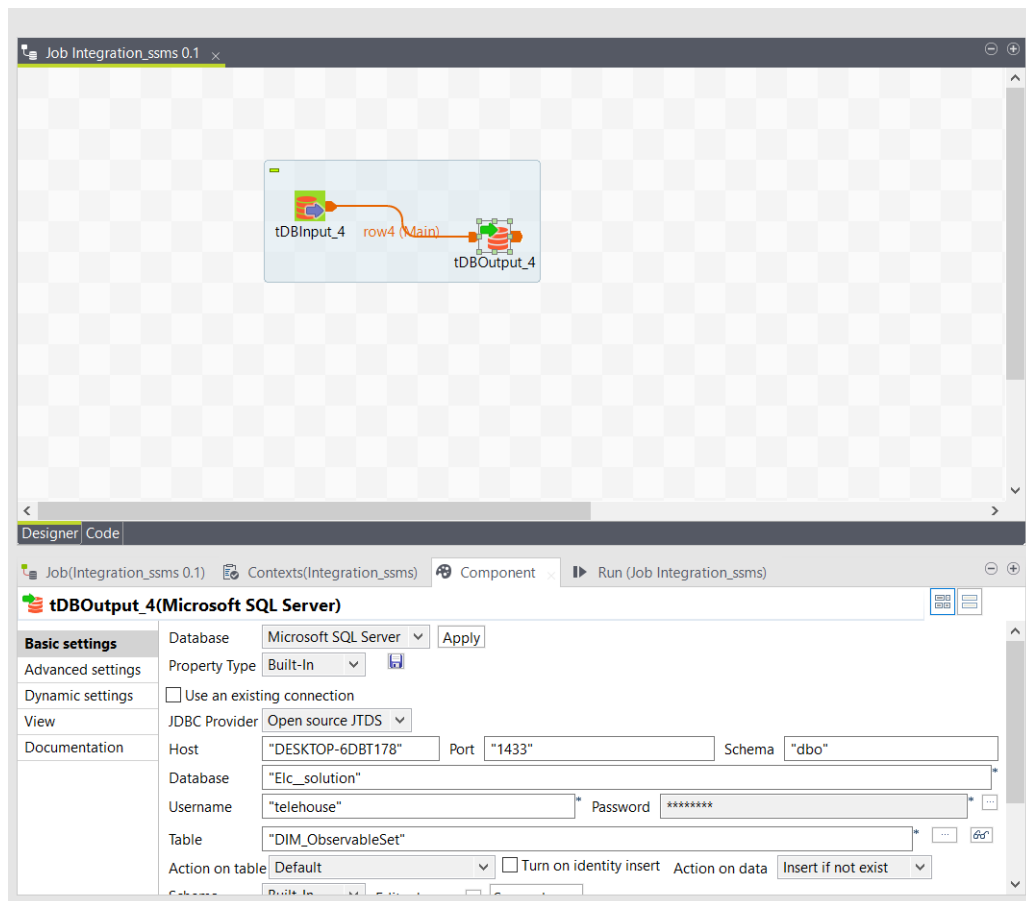 Job Integration_ssms 0.1
tDBInput_4 row4 (Main)
tDBOutput_4
Designer Code
Job(Integration_ssms 0.1) Contexts(Integration_ssms) Component Run (Job Integration_ssms)
tDBOutput_4(Microsoft SQL Server)
Basic settings
Advanced settings
Dynamic settings
View
Documentation
Database Microsoft SQL Server Apply
Property Type Built-In
Use an existing connection
JDBC Provider Open source JTDS
Host "DESKTOP-6DBT178" Port "1433" Schema "dbo"
Database "Elc__solution" *
Username "telehouse" * Password ******** * ...
Table "DIM_ObservableSet" * ...
Action on table Default Turn on identity insert Action on data Insert if not exist
Schema Built-In